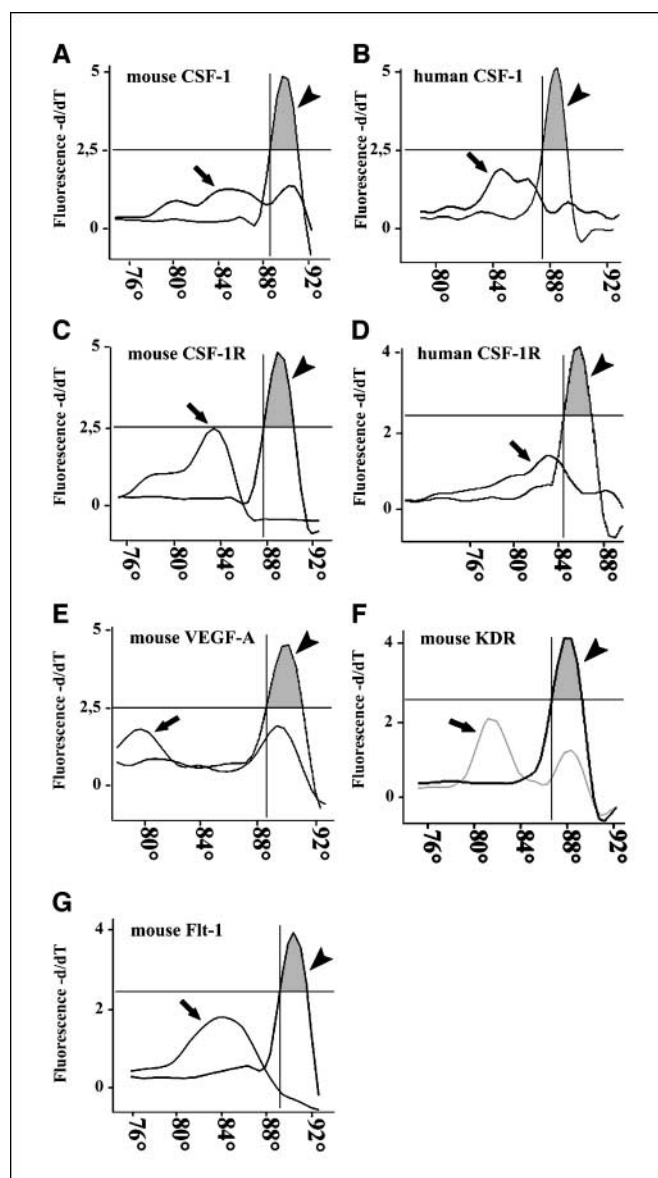 A
mouse CSF-1
Fluorescence -d/dT
5
2,5
0
76° 80° 84° 88° 92°
B
human CSF-1
Fluorescence -d/dT
5
2,5
0
80° 84° 88° 92°
C
mouse CSF-1R
Fluorescence -d/dT
5
2,5
0
76° 80° 84° 88° 92°
D
human CSF-1R
Fluorescence -d/dT
4
2
0
80° 84° 88°
E
mouse VEGF-A
Fluorescence -d/dT
5
2,5
0
80° 84° 88° 92°
F
mouse KDR
Fluorescence -d/dT
4
2
0
76° 80° 84° 88° 92°
G
mouse Flt-1
Fluorescence -d/dT
4
2
0
76° 80° 84° 88° 92°